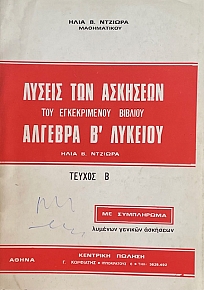 ΗΛΙΑ Β. ΝΤΖΙΩΡΑ
ΜΑΘΗΜΑΤΙΚΟΥ
ΛΥΣΕΙΣ ΤΩΝ ΑΣΚΗΣΕΩΝ
ΤΟΥ ΕΓΚΕΚΡΙΜΕΝΟΥ ΒΙΒΛΙΟΥ
ΑΛΓΕΒΡΑ Β' ΛΥΚΕΙΟΥ
ΗΛΙΑ Β. ΝΤΖΙΩΡΑ
ΤΕΥΧΟΣ Β
ΜΕ ΣΥΜΠΛΗΡΩΜΑ
λυμένων γενικών ἀσκήσεων
ΑΘΗΝΑ
ΚΕΝΤΡΙΚΗ ΠΩΛΗΣΗ